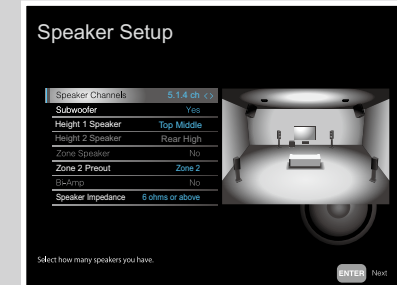 Speaker Setup
Speaker Channels 5.1.4 ch <>
Subwoofer Yes
Height 1 Speaker Top Middle
Height 2 Speaker Rear High
Zone Speaker No
Zone 2 Preout Zone 2
Bi-Amp No
Speaker Impedance 6 ohms or above
Select how many speakers you have.
ENTER Next